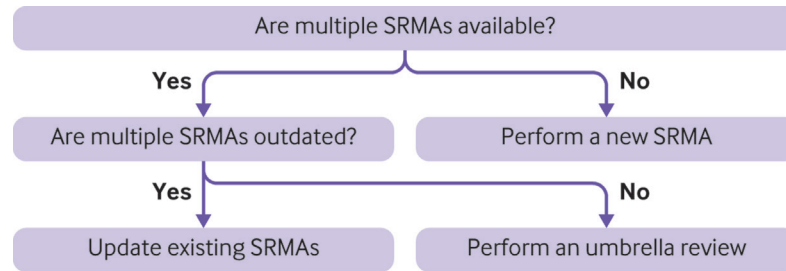 Are multiple SRMAs available?
Yes
No
Are multiple SRMAs outdated?
Perform a new SRMA
Yes
No
Update existing SRMAs
Perform an umbrella review